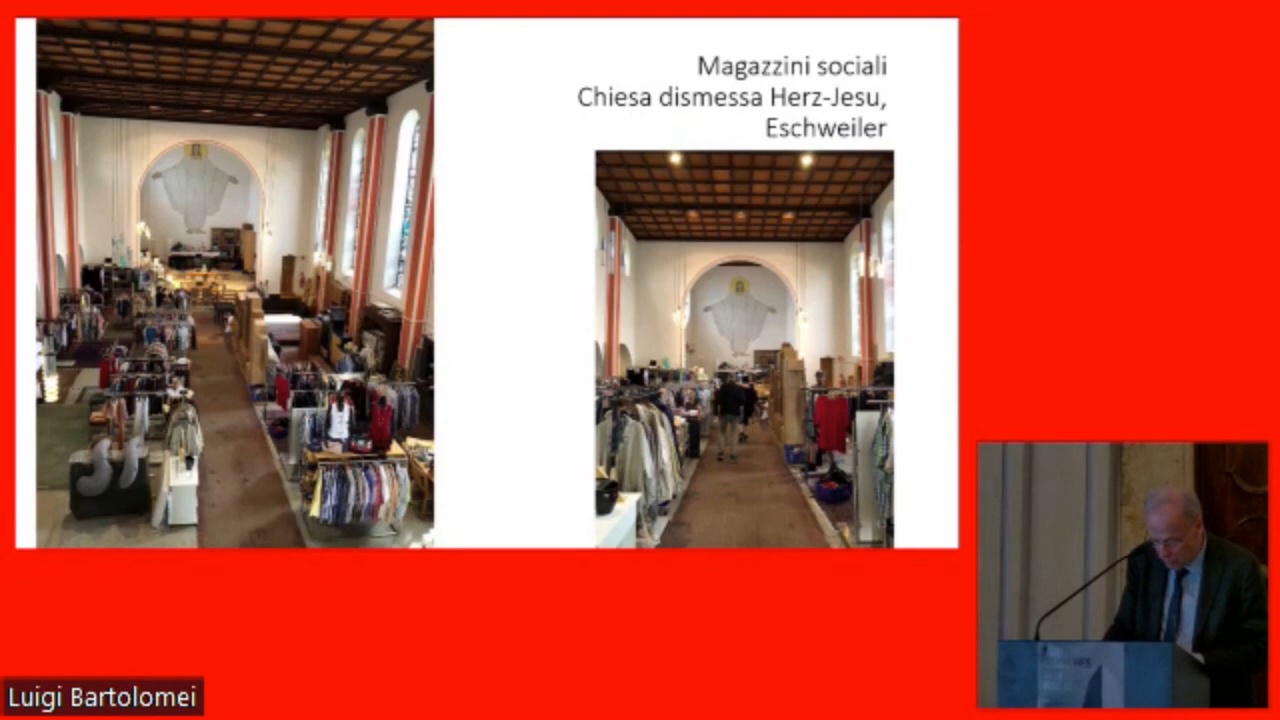 Magazzini sociali
Chiesa dismessa Herz-Jesu,
Eschweiler
Luigi Bartolomei